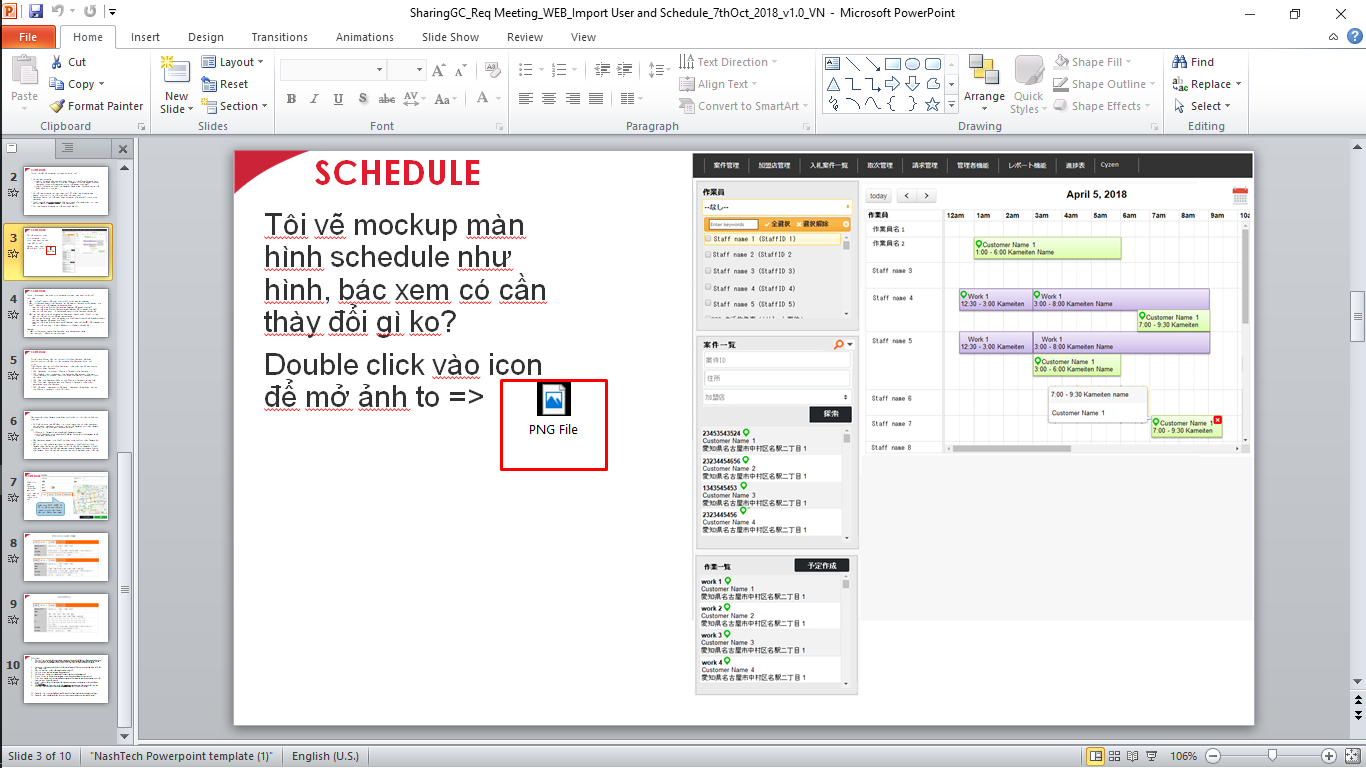 SharingGC_Req Meeting_WEB_Import User and Schedule_7thOct_2018_v1.0_VN - Microsoft PowerPoint
File
Home
Insert
Design
Transitions
Animations
Slide Show
Review
View
Paste
Cut
Copy
Format Painter
Clipboard
New Slide
Layout
Reset
Section
Slides
Font
Text Direction
Align Text
Convert to SmartArt
Paragraph
Arrange
Quick Styles
Shape Fill
Shape Outline
Shape Effects
Drawing
Find
Replace
Select
Editing
2
3
4
5
6
7
8
9
10
SCHEDULE
Tôi vẽ mockup màn
hình schedule như
hình, bác xem có cần
thày đổi gì ko?
Double click vào icon
để mở ảnh to =>
PNG File
案件管理 加盟店管理 入札案件一覧 取次管理 請求管理 管理者機能 レポート機能 進捗表 Cyzen
作業員
--なし--
Enter keywords 全選択 選択解除
Staff name 1 (StaffID 1)
Staff name 2 (StaffID 2
Staff name 3 (StaffID 3)
Staff name 4 (StaffID 4)
Staff name 5 (StaffID 5)
案件一覧
案件ID
住所
加盟店
探索
23453543524
Customer Name 1
愛知県名古屋市中村区名駅二丁目 1
23234454656
Customer Name 2
愛知県名古屋市中村区名駅二丁目 1
1343545453
Customer Name 3
愛知県名古屋市中村区名駅二丁目 1
2323445456
Customer Name 4
愛知県名古屋市中村区名駅二丁目 1
作業一覧
予定作成
work 1
Customer Name 1
愛知県名古屋市中村区名駅二丁目 1
work 2
Customer Name 2
愛知県名古屋市中村区名駅二丁目 1
work 3
Customer Name 3
愛知県名古屋市中村区名駅二丁目 1
work 4
Customer Name 4
愛知県名古屋市中村区名駅二丁目 1
today
April 5, 2018
作業員 12am 1am 2am 3am 4am 5am 6am 7am 8am 9am 10a
作業員名 1
作業員名 2
Customer Name 1
1:00 - 6:00 Kameiten Name
Staff name 3
Staff name 4
Work 1
12:30 - 3:00 Kameiten
Work 1
3:00 - 8:00 Kameiten Name
Customer Name 1
7:00 - 9:30 Kameiten
Staff name 5
Work 1
12:30 - 3:00 Kameiten
Work 1
3:00 - 8:00 Kameiten Name
Customer Name 1
3:00 - 6:00 Kameiten Name
Staff name 6
7:00 - 9:30 Kameiten name
Customer Name 1
Staff name 7
Customer Name 1
7:00 - 9:30 Kameiten Name
Staff name 8
Slide 3 of 10
"NashTech Powerpoint template (1)"
English (U.S.)
106%